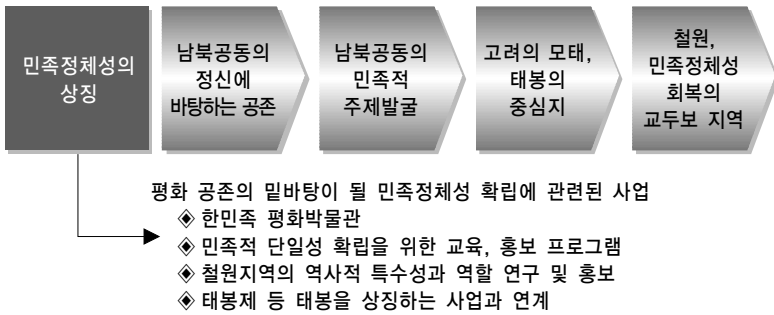 민족정체성의
상징
남북공동의
정신에
바탕하는 공존
남북공동의
민족적
주제발굴
고려의 모태,
태봉의
중심지
철원,
민족정체성
회복의
교두보 지역
평화 공존의 밑바탕이 될 민족정체성 확립에 관련된 사업
◈ 한민족 평화박물관
◈ 민족적 단일성 확립을 위한 교육, 홍보 프로그램
◈ 철원지역의 역사적 특수성과 역할 연구 및 홍보
◈ 태봉제 등 태봉을 상징하는 사업과 연계